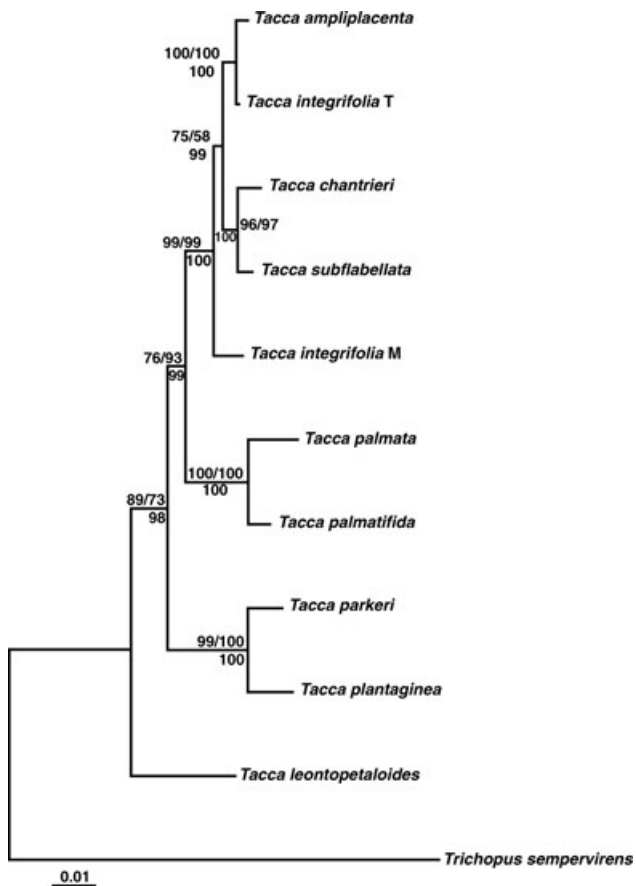 Tacca ampliplacenta
100/100
100
Tacca integrifolia T
75/58
99
Tacca chantrieri
96/97
100
99/99
100
Tacca subflabellata
Tacca integrifolia M
76/93
99
Tacca palmata
100/100
100
89/73
98
Tacca palmatifida
Tacca parkeri
99/100
100
Tacca plantaginea
Tacca leontopetaloides
Trichopus sempervirens
0.01